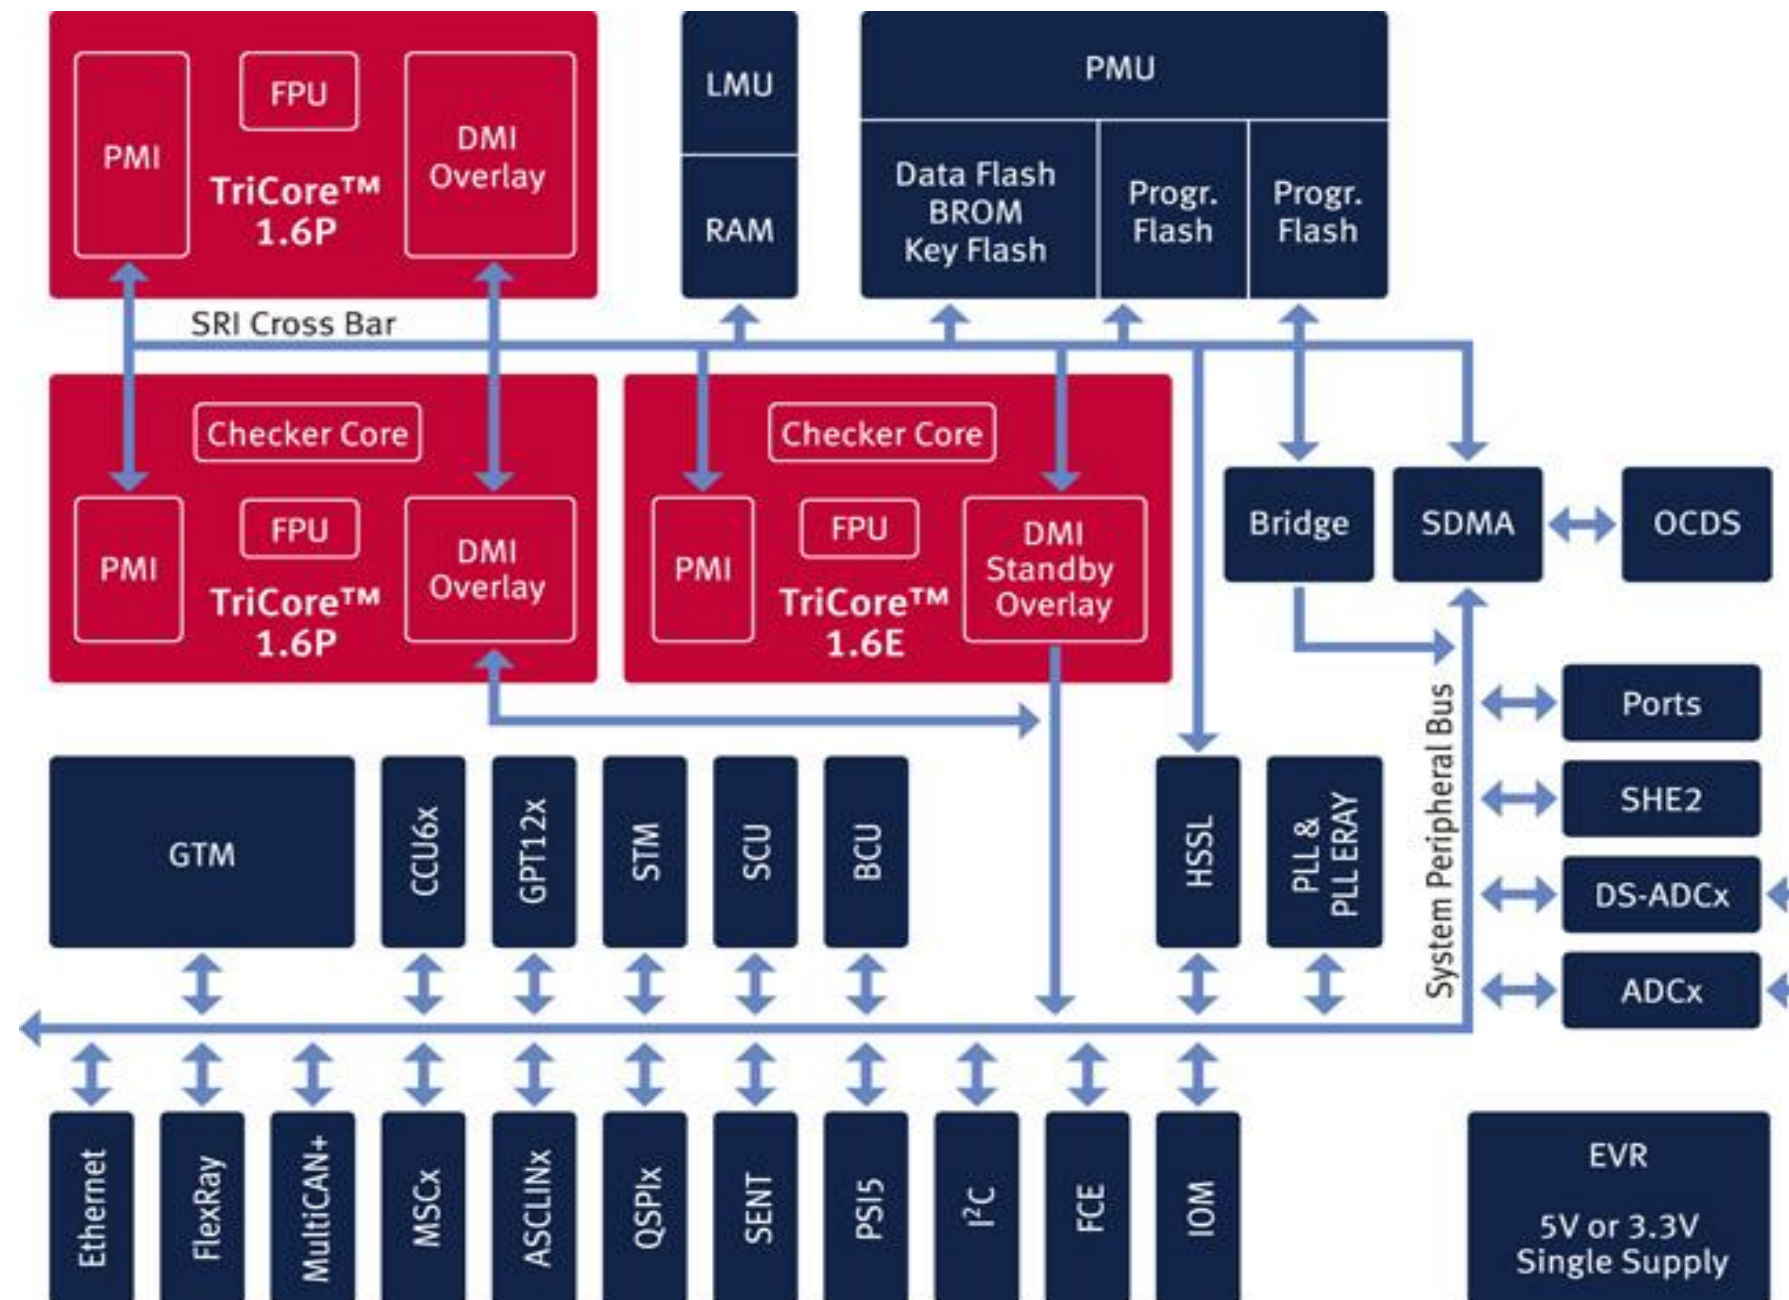 PMI
FPU
TriCore™
1.6P
DMI
Overlay
LMU
RAM
PMU
Data Flash
BROM
Key Flash
Progr.
Flash
Progr.
Flash
SRI Cross Bar
Checker Core
PMI
FPU
TriCore™
1.6P
DMI
Overlay
Checker Core
PMI
FPU
TriCore™
1.6E
DMI
Standby
Overlay
Bridge
SDMA
OCDS
System Peripheral Bus
Ports
SHE2
DS-ADCx
ADCx
GTM
CCU6x
GPT12x
STM
SCU
BCU
HSSL
PLL &
PLL ERAY
Ethernet
FlexRay
MultiCAN+
MSCx
ASCLINx
QSPIx
SENT
PSI5
I²C
FCE
IOM
EVR
5V or 3.3V
Single Supply